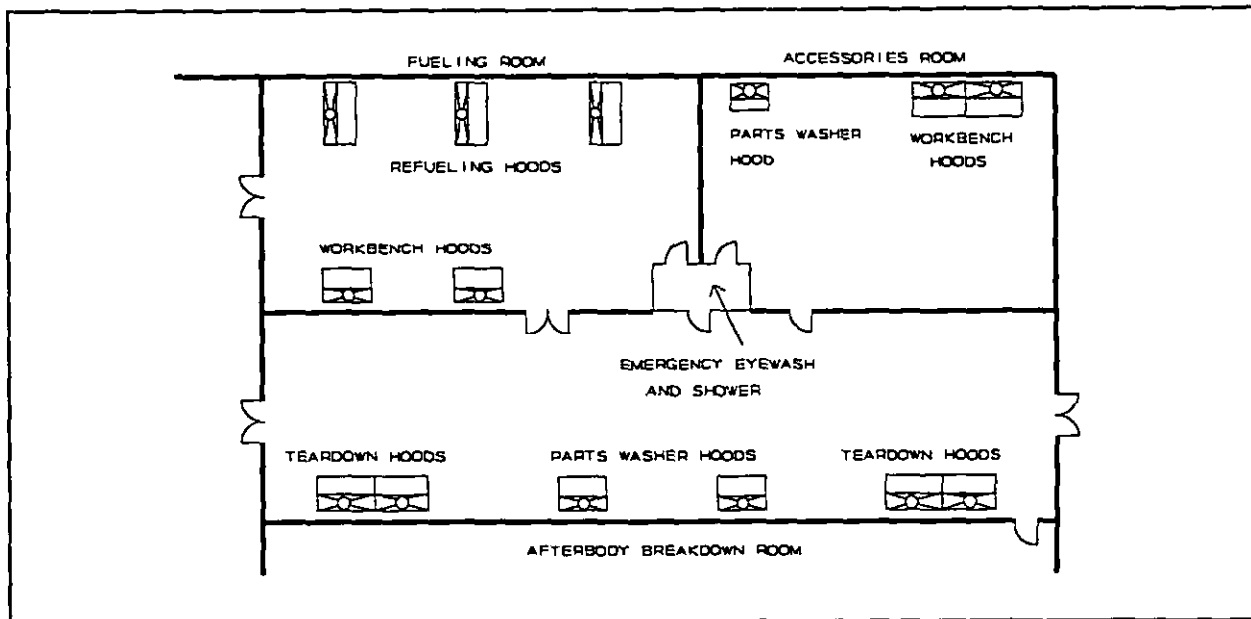 FUELING ROOM
ACCESSORIES ROOM
PARTS WASHER
HOOD
WORKBENCH
HOODS
REFUELING HOODS
WORKBENCH HOODS
EMERGENCY EYEWASH
AND SHOWER
TEARDOWN HOODS
PARTS WASHER HOODS
TEARDOWN HOODS
AFTERBODY BREAKDOWN ROOM